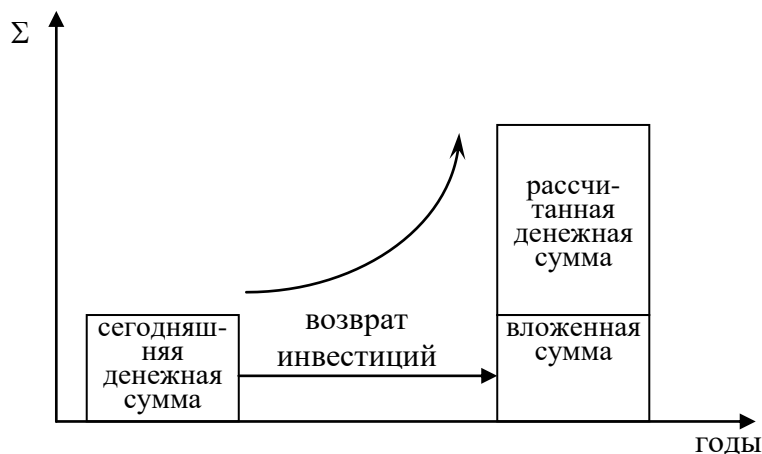 Σ
рассчи-
танная
денежная
сумма
возврат
инвестиций
сегодняш-
няя
денежная
сумма
вложенная
сумма
годы